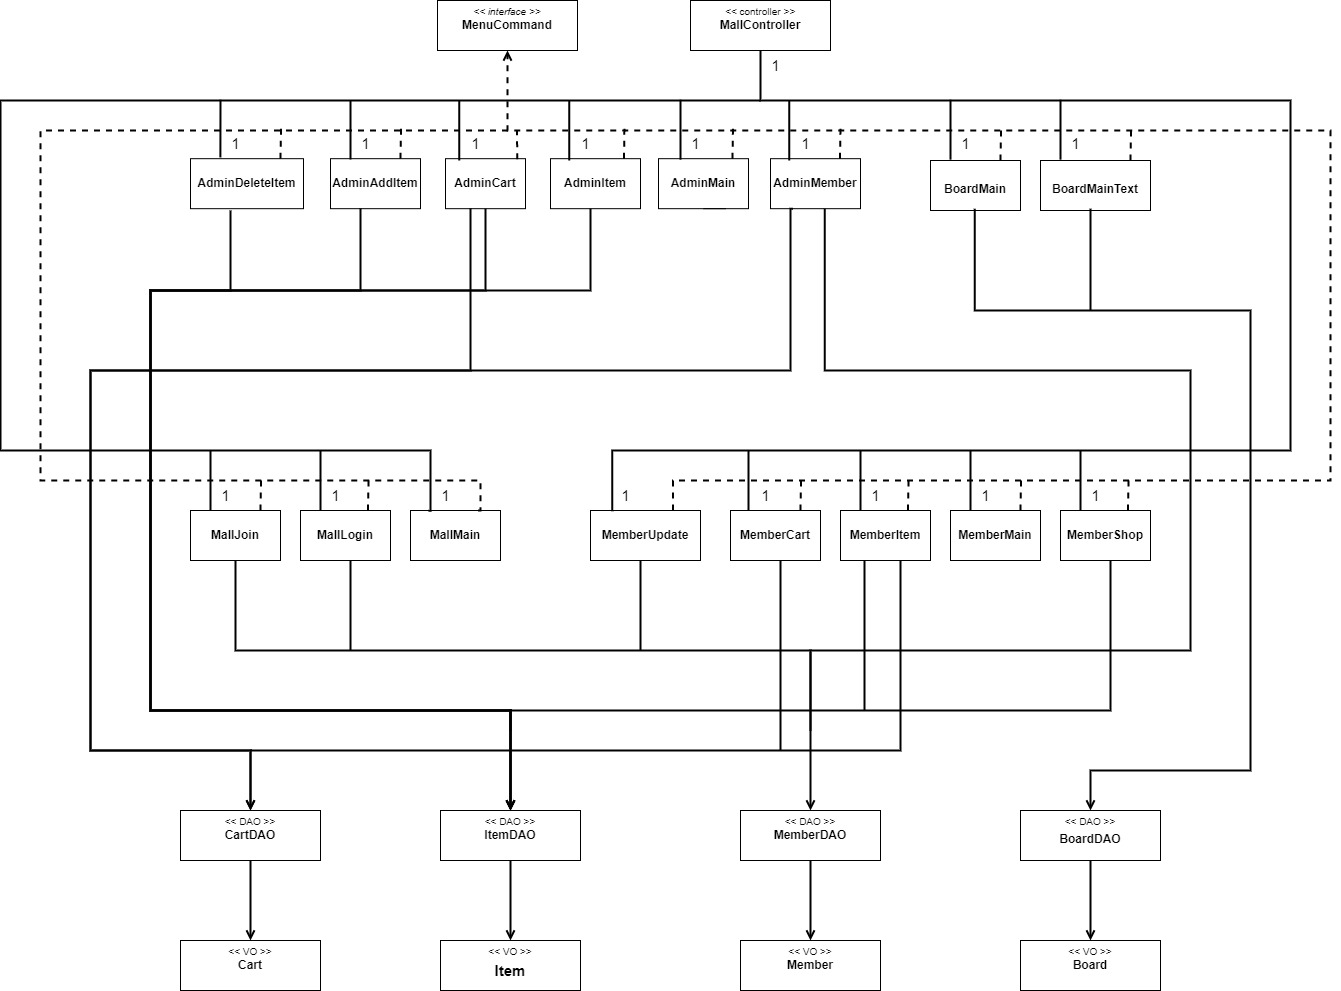 << interface >>
MenuCommand
<< controller >>
MallController
1
1
1
1
1
1
1
1
AdminDeleteItem
AdminAddItem
AdminCart
AdminItem
AdminMain
AdminMember
BoardMain
BoardMainText
1
1
1
1
1
1
1
1
MallJoin
MallLogin
MallMain
MemberUpdate
MemberCart
MemberItem
MemberMain
MemberShop
<< DAO >>
CartDAO
<< DAO >>
ItemDAO
<< DAO >>
MemberDAO
<< DAO >>
BoardDAO
<< VO >>
Cart
<< VO >>
Item
<< VO >>
Member
<< VO >>
Board